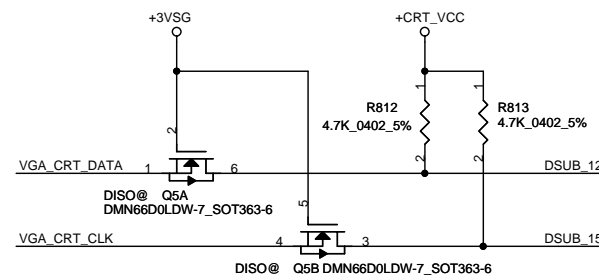 +3VSG
+CRT_VCC
1
1
R812
4.7K_0402_5%
R813
4.7K_0402_5%
2
2
2
VGA_CRT_DATA
1
6
DSUB_12
DISO@ Q5A
DMN66D0LDW-7_SOT363-6
5
VGA_CRT_CLK
4
3
DSUB_15
DISO@ Q5B DMN66D0LDW-7_SOT363-6